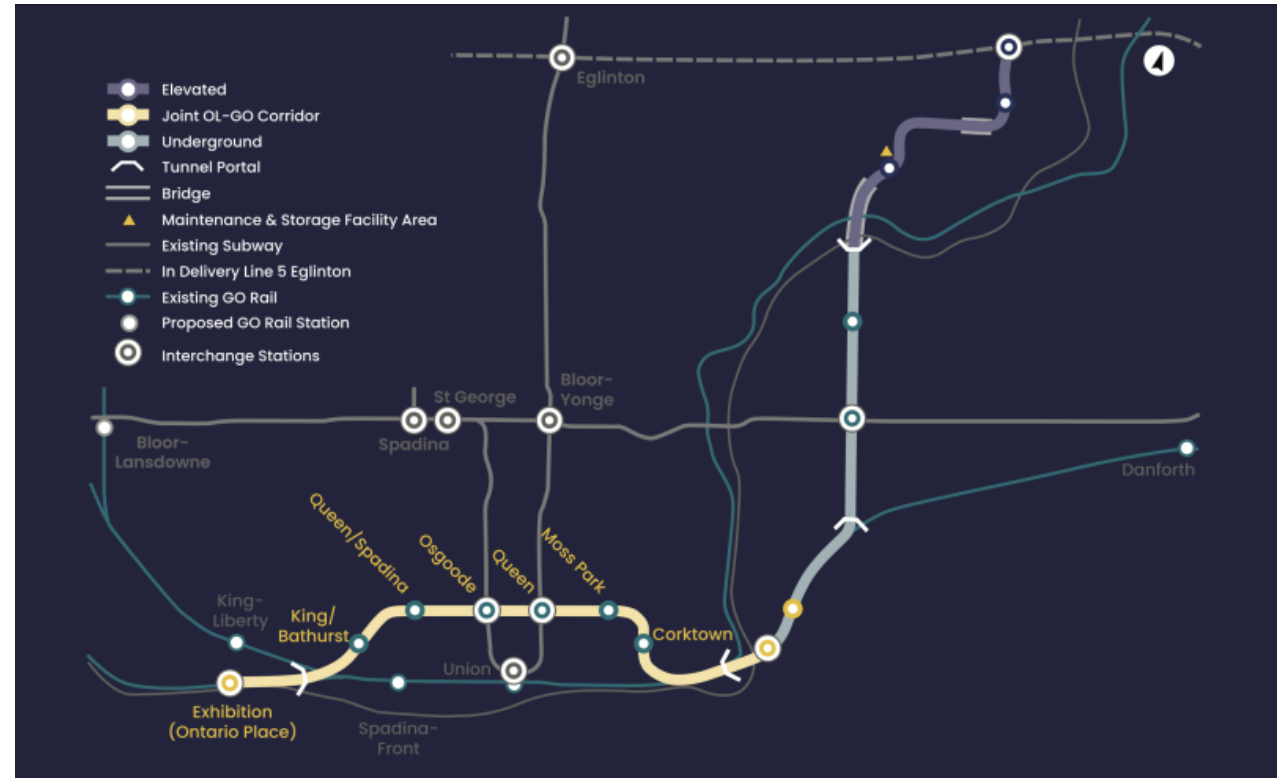 Elevated
Joint OL-GO Corridor
Underground
Tunnel Portal
Bridge
Maintenance & Storage Facility Area
Existing Subway
In Delivery Line 5 Eglinton
Existing GO Rail
Proposed GO Rail Station
Interchange Stations
Eglinton
Bloor-
Yonge
St George
Spadina
Bloor-
Lansdowne
Danforth
Queen/Spadina
Osgoode
Queen
Moss Park
King-
Liberty
King/
Bathurst
Corktown
Union
Exhibition
(Ontario Place)
Spadina-
Front